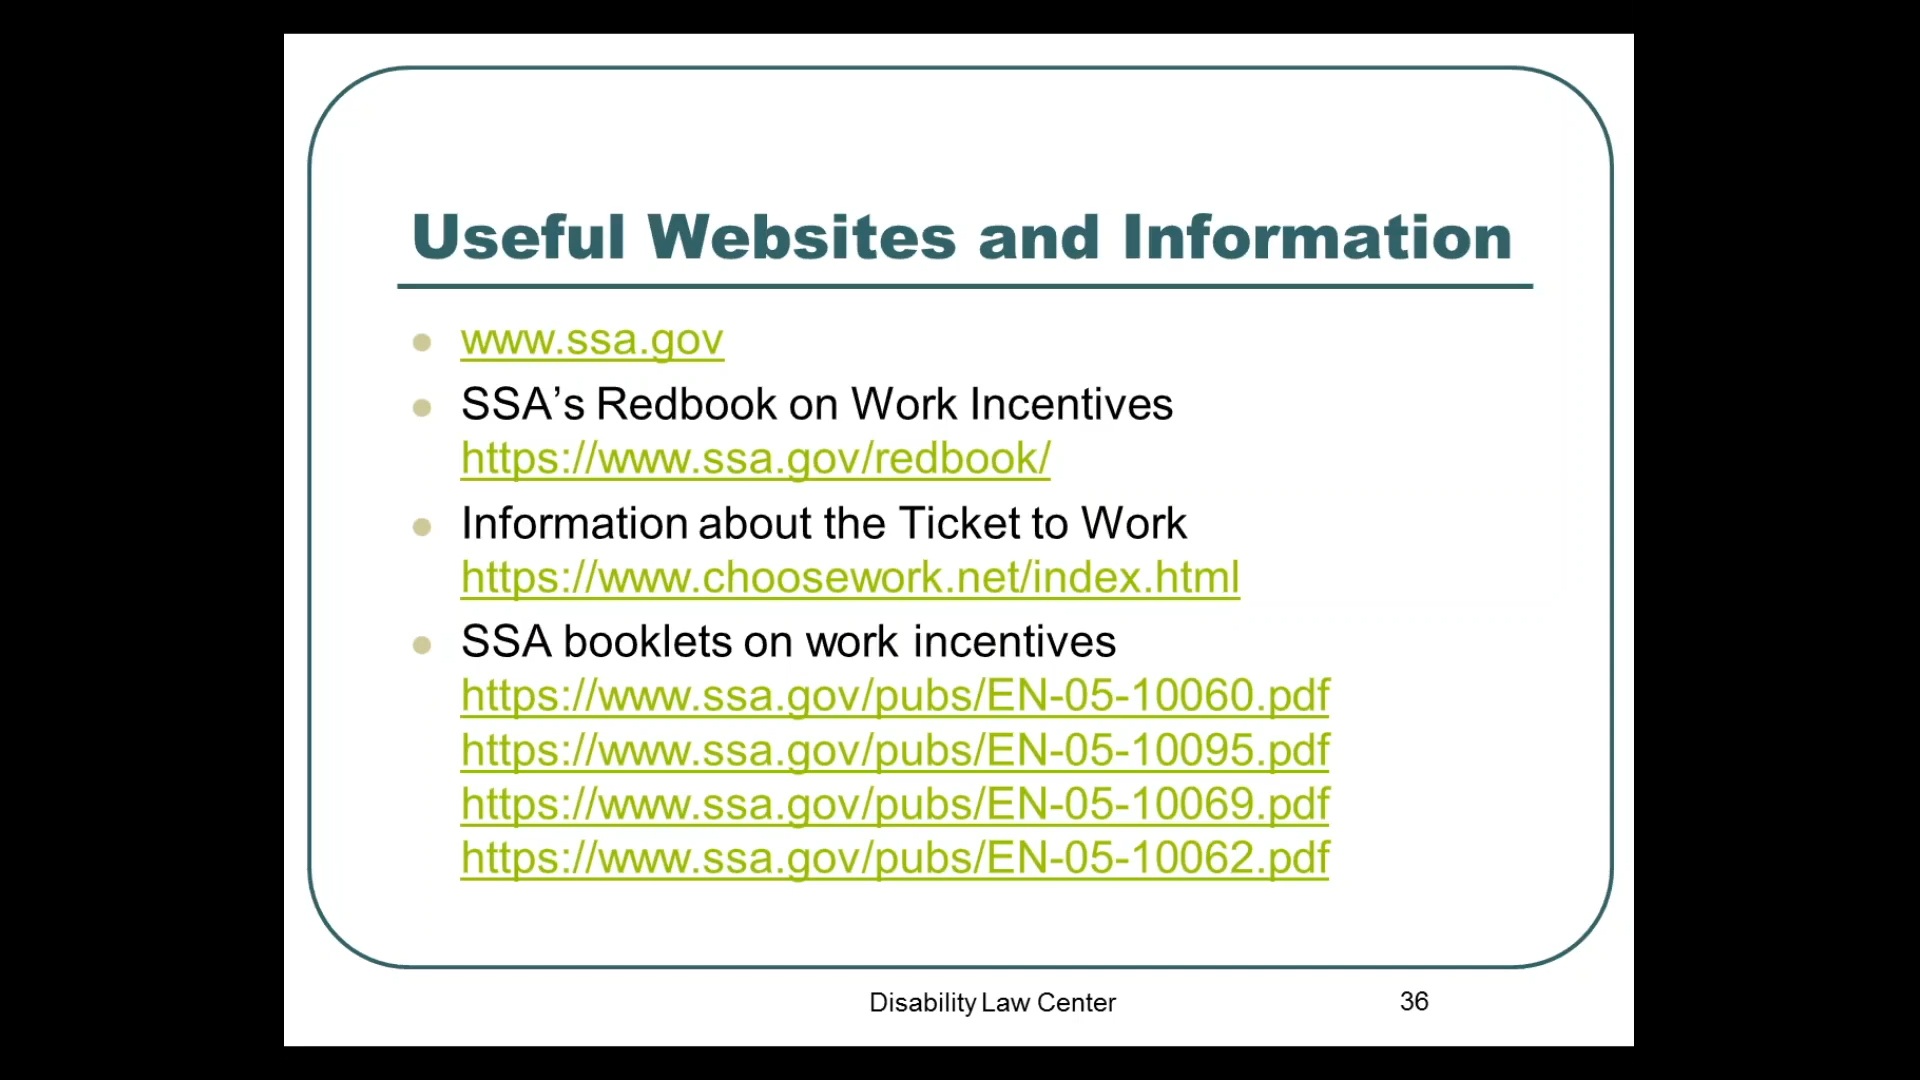 Useful Websites and Information
www.ssa.gov
SSA’s Redbook on Work Incentives
https://www.ssa.gov/redbook/
Information about the Ticket to Work
https://www.choosework.net/index.html
SSA booklets on work incentives
https://www.ssa.gov/pubs/EN-05-10060.pdf
https://www.ssa.gov/pubs/EN-05-10095.pdf
https://www.ssa.gov/pubs/EN-05-10069.pdf
https://www.ssa.gov/pubs/EN-05-10062.pdf
Disability Law Center
36